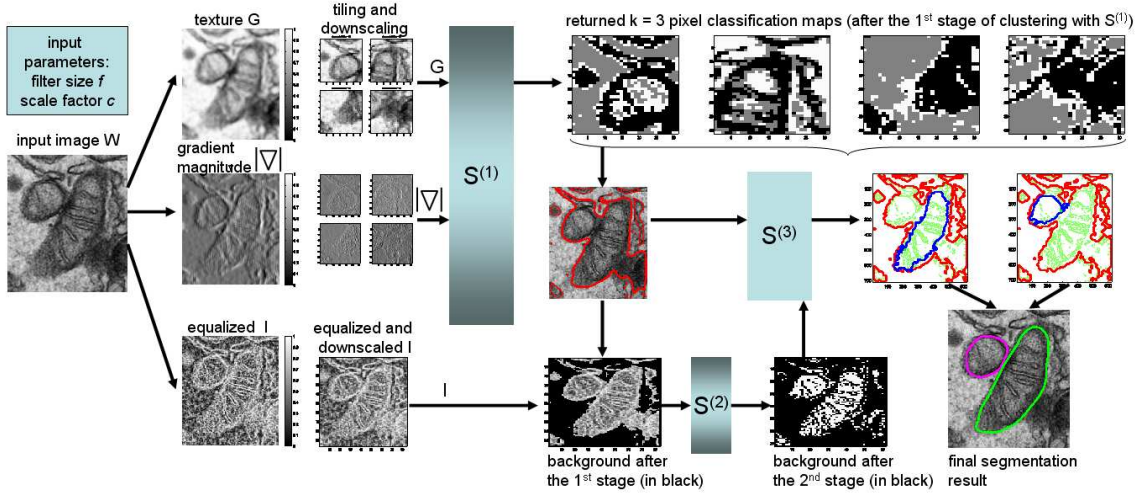 input
parameters:
filter size f
scale factor c
input image W
texture G
gradient
magnitude |∇|
equalized I
tiling and
downscaling
G
|∇|
equalized and
downscaled I
I
S(1)
returned k = 3 pixel classification maps (after the 1st stage of clustering with S(1))
S(3)
S(2)
background after
the 1st stage (in black)
background after
the 2nd stage (in black)
final segmentation
result